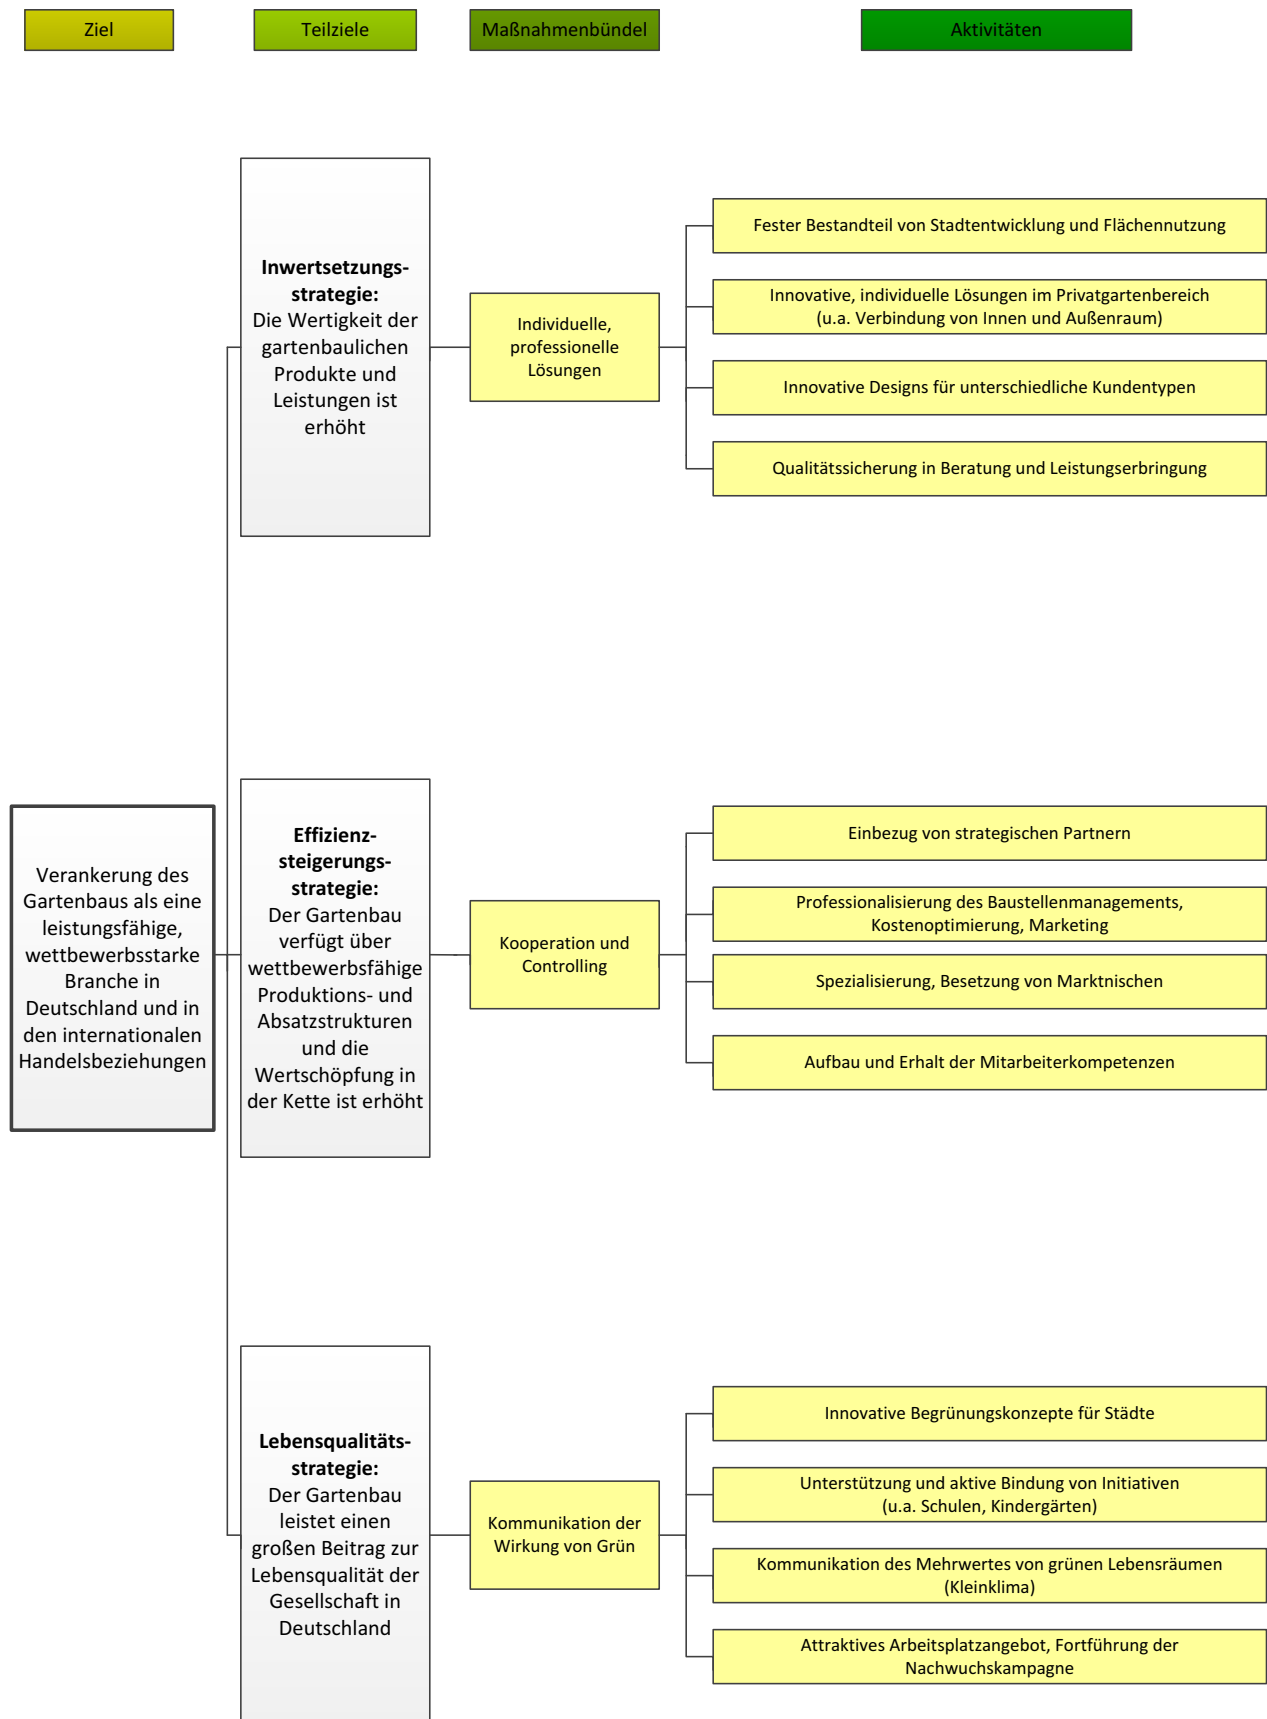 Ziel
Teilziele
Maßnahmenbündel
Aktivitäten
Verankerung des
Gartenbaus als eine
leistungsfähige,
wettbewerbsstarke
Branche in
Deutschland und in
den internationalen
Handelsbeziehungen
Inwertsetzungs-
strategie:
Die Wertigkeit der
gartenbaulichen
Produkte und
Leistungen ist
erhöht
Individuelle,
professionelle
Lösungen
Fester Bestandteil von Stadtentwicklung und Flächennutzung
Innovative, individuelle Lösungen im Privatgartenbereich
(u.a. Verbindung von Innen und Außenraum)
Innovative Designs für unterschiedliche Kundentypen
Qualitätssicherung in Beratung und Leistungserbringung
Effizienz-
steigerungs-
strategie:
Der Gartenbau
verfügt über
wettbewerbsfähige
Produktions- und
Absatzstrukturen
und die
Wertschöpfung in
der Kette ist erhöht
Kooperation und
Controlling
Einbezug von strategischen Partnern
Professionalisierung des Baustellenmanagements,
Kostenoptimierung, Marketing
Spezialisierung, Besetzung von Marktnischen
Aufbau und Erhalt der Mitarbeiterkompetenzen
Lebensqualitäts-
strategie:
Der Gartenbau
leistet einen
großen Beitrag zur
Lebensqualität der
Gesellschaft in
Deutschland
Kommunikation der
Wirkung von Grün
Innovative Begrünungskonzepte für Städte
Unterstützung und aktive Bindung von Initiativen
(u.a. Schulen, Kindergärten)
Kommunikation des Mehrwertes von grünen Lebensräumen
(Kleinklima)
Attraktives Arbeitsplatzangebot, Fortführung der
Nachwuchskampagne